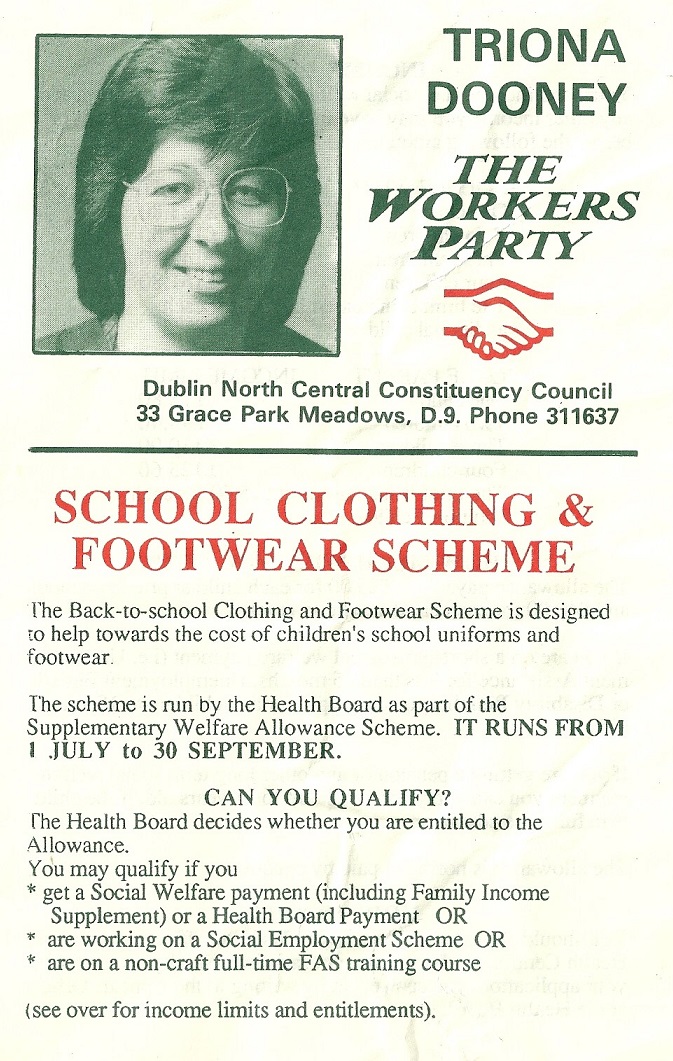 TRIONA
DOONEY
THE
WORKERS
PARTY
Dublin North Central Constituency Council
33 Grace Park Meadows, D.9. Phone 311637
SCHOOL CLOTHING &
FOOTWEAR SCHEME
The Back-to-school Clothing and Footwear Scheme is designed
to help towards the cost of children's school uniforms and
footwear.
The scheme is run by the Health Board as part of the
Supplementary Welfare Allowance Scheme. IT RUNS FROM
1 JULY to 30 SEPTEMBER.
CAN YOU QUALIFY?
The Health Board decides whether you are entitled to the
Allowance.
You may qualify if you
* get a Social Welfare payment (including Family Income
Supplement) or a Health Board Payment OR
* are working on a Social Employment Scheme OR
* are on a non-craft full-time FAS training course
(see over for income limits and entitlements).